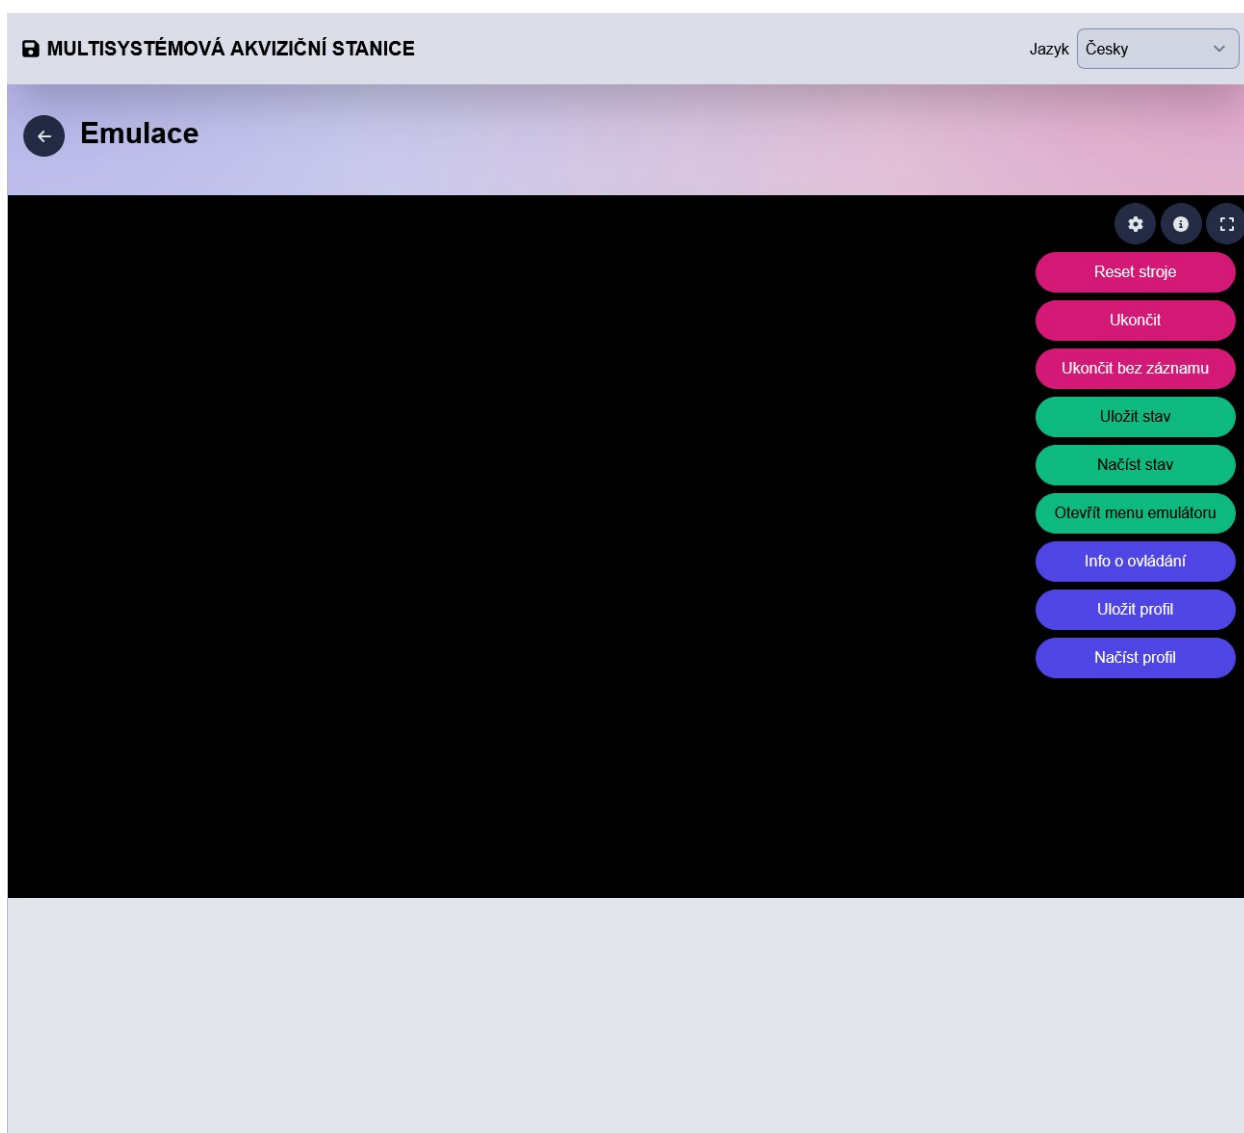 MULTISYSTÉMOVÁ AKVIZIČNÍ STANICE
Jazyk
Česky
Emulace
Reset stroje
Ukončit
Ukončit bez záznamu
Uložit stav
Načíst stav
Otevřít menu emulátoru
Info o ovládání
Uložit profil
Načíst profil